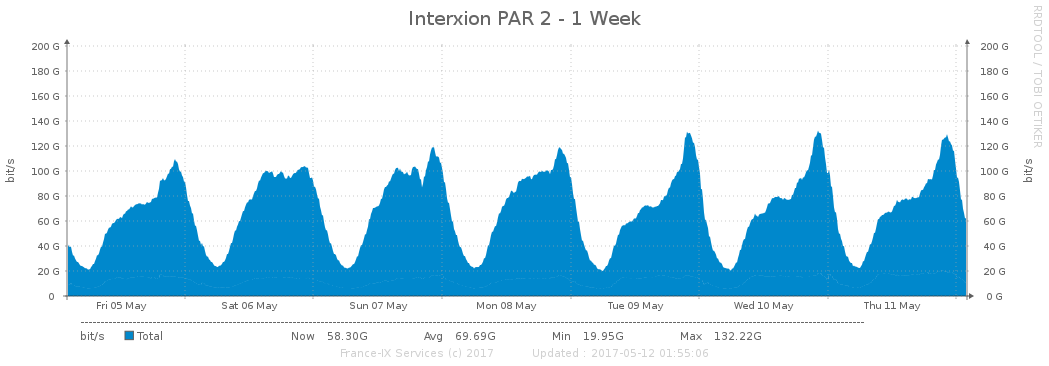 Interxion PAR 2 - 1 Week
RRDTOOL / TOBI OETIKER
bit/s
bit/s
200 G 200 G
180 G 180 G
160 G 160 G
140 G 140 G
120 G 120 G
100 G 100 G
80 G 80 G
60 G 60 G
40 G 40 G
20 G 20 G
0 0 G
Fri 05 May Sat 06 May Sun 07 May Mon 08 May Tue 09 May Wed 10 May Thu 11 May
bit/s Total Now 58.30G Avg 69.69G Min 19.95G Max 132.22G
France-IX Services (c) 2017 Updated : 2017-05-12 01:55:06